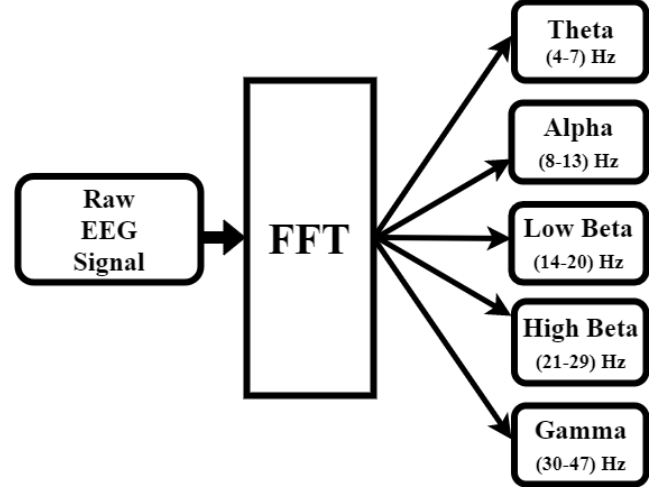 Raw
EEG
Signal
FFT
Theta
(4-7) Hz
Alpha
(8-13) Hz
Low Beta
(14-20) Hz
High Beta
(21-29) Hz
Gamma
(30-47) Hz